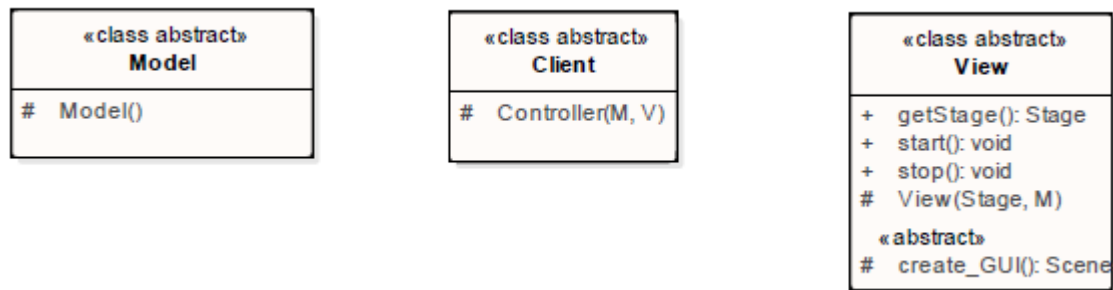 «class abstract»
Model
# Model()
«class abstract»
Client
# Controller(M, V)
«class abstract»
View
+ getStage(): Stage
+ start(): void
+ stop(): void
# View(Stage, M)
«abstract»
# create_GUI(): Scene